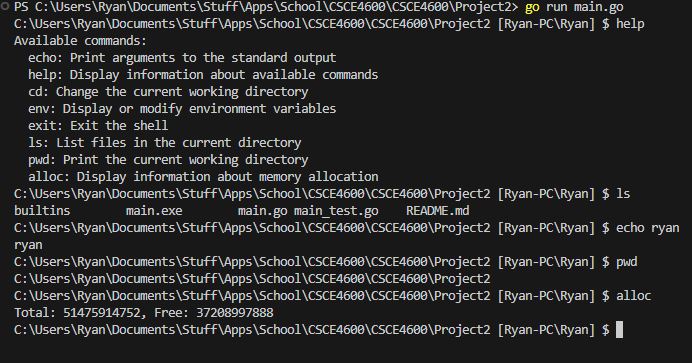 PS C:\Users\Ryan\Documents\Stuff\Apps\School\CSCE4600\CSCE4600\Project2> go run main.go
C:\Users\Ryan\Documents\Stuff\Apps\School\CSCE4600\CSCE4600\Project2 [Ryan-PC\Ryan] $ help
Available commands:
  echo: Print arguments to the standard output
  help: Display information about available commands
  cd: Change the current working directory
  env: Display or modify environment variables
  exit: Exit the shell
  ls: List files in the current directory
  pwd: Print the current working directory
  alloc: Display information about memory allocation
C:\Users\Ryan\Documents\Stuff\Apps\School\CSCE4600\CSCE4600\Project2 [Ryan-PC\Ryan] $ ls
builtins        main.exe        main.go main_test.go    README.md
C:\Users\Ryan\Documents\Stuff\Apps\School\CSCE4600\CSCE4600\Project2 [Ryan-PC\Ryan] $ echo ryan
ryan
C:\Users\Ryan\Documents\Stuff\Apps\School\CSCE4600\CSCE4600\Project2 [Ryan-PC\Ryan] $ pwd
C:\Users\Ryan\Documents\Stuff\Apps\School\CSCE4600\CSCE4600\Project2
C:\Users\Ryan\Documents\Stuff\Apps\School\CSCE4600\CSCE4600\Project2 [Ryan-PC\Ryan] $ alloc
Total: 51475914752, Free: 37208997888
C:\Users\Ryan\Documents\Stuff\Apps\School\CSCE4600\CSCE4600\Project2 [Ryan-PC\Ryan] $